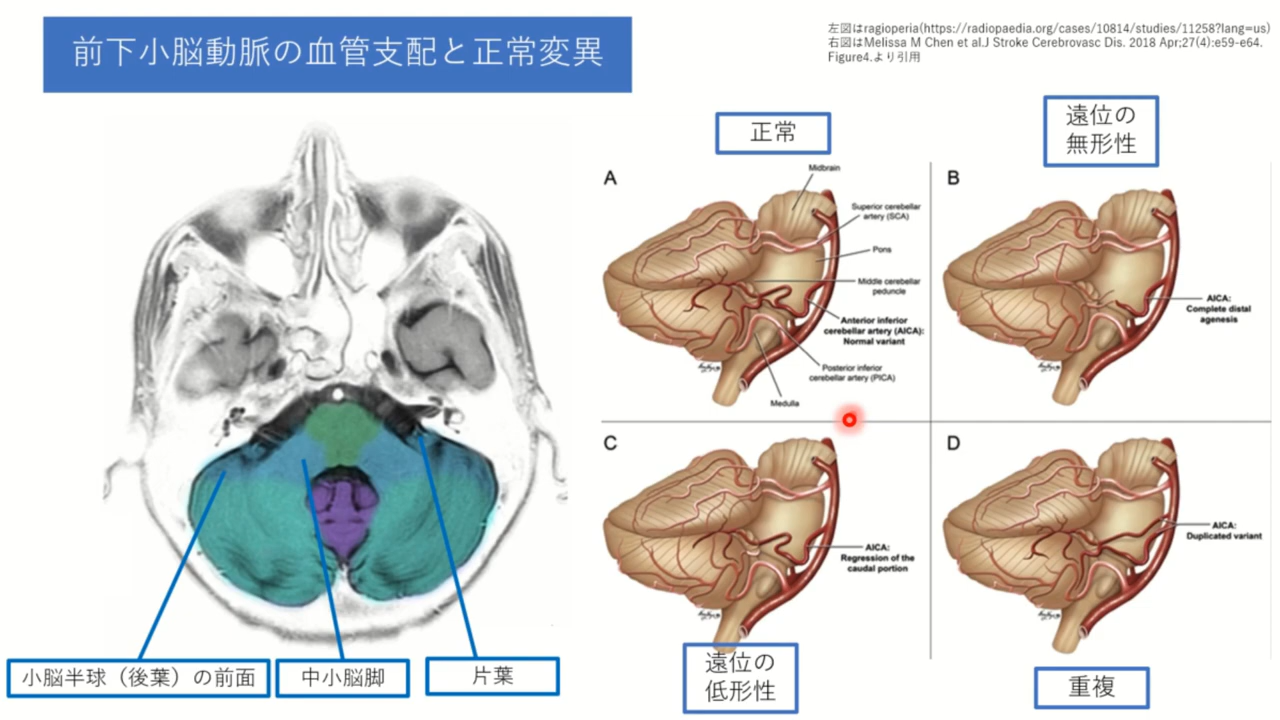 前下小脳動脈の血管支配と正常変異
左図はragioperia(https://radiopaedia.org/cases/10814/studies/11258?lang=us)
右図はMelissa M Chen et al.J Stroke Cerebrovasc Dis. 2018 Apr;27(4):e59-e64.
Figure4.より引用
正常
遠位の
無形性
A
Midbrain
Superior cerebellar
artery (SCA)
Pons
Middle cerebellar
peduncle
Anterior inferior
cerebellar artery (AICA):
Normal variant
Posterior inferior
cerebellar artery (PICA)
Medulla
B
AICA:
Complete distal
agenesis
C
AICA:
Regression of the
caudal portion
D
AICA:
Duplicated variant
小脳半球（後葉）の前面
中小脳脚
片葉
遠位の
低形性
重複